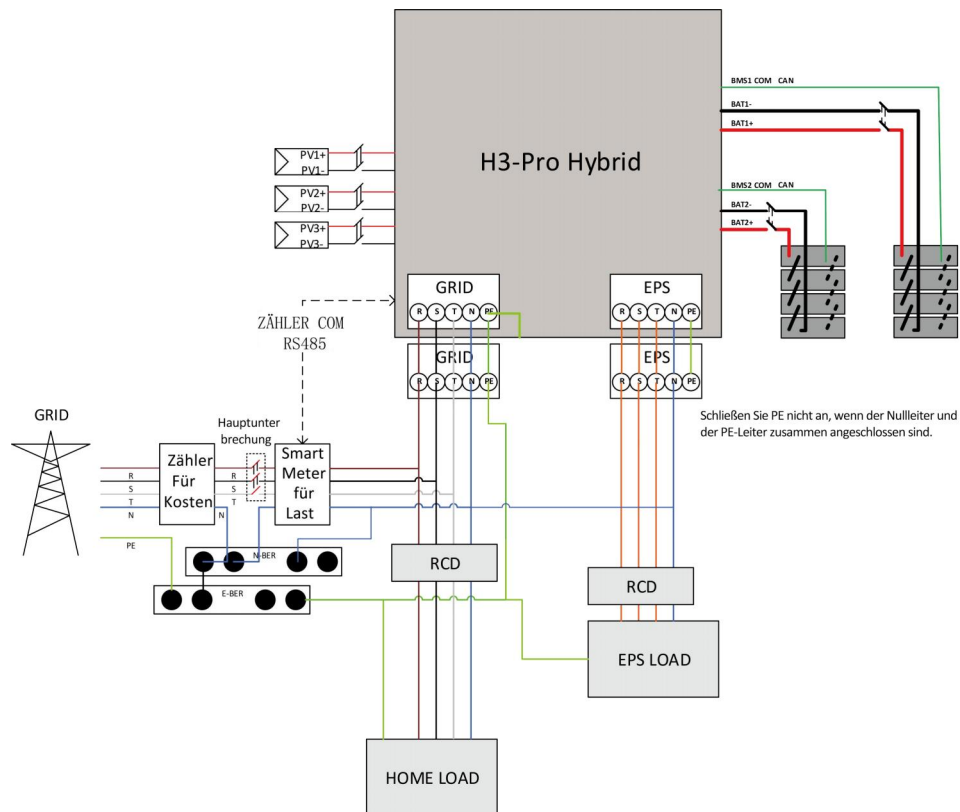 H3-Pro Hybrid
BMS1 COM CAN
BAT1-
BAT1+
BMS2 COM CAN
BAT2-
BAT2+
PV1+
PV1-
PV2+
PV2-
PV3+
PV3-
GRID
R S T N PE
EPS
R S T N PE
GRID
R S T N PE
EPS
R S T N PE
ZÄHLER COM
RS485
Schließen Sie PE nicht an, wenn der Nullleiter und
der PE-Leiter zusammen angeschlossen sind.
GRID
Hauptunter
brechung
Zähler
Für
Kosten
Smart
Meter
für
Last
R
S
T
N
R
S
T
N
PE
N-BER
E-BER
RCD
RCD
EPS LOAD
HOME LOAD